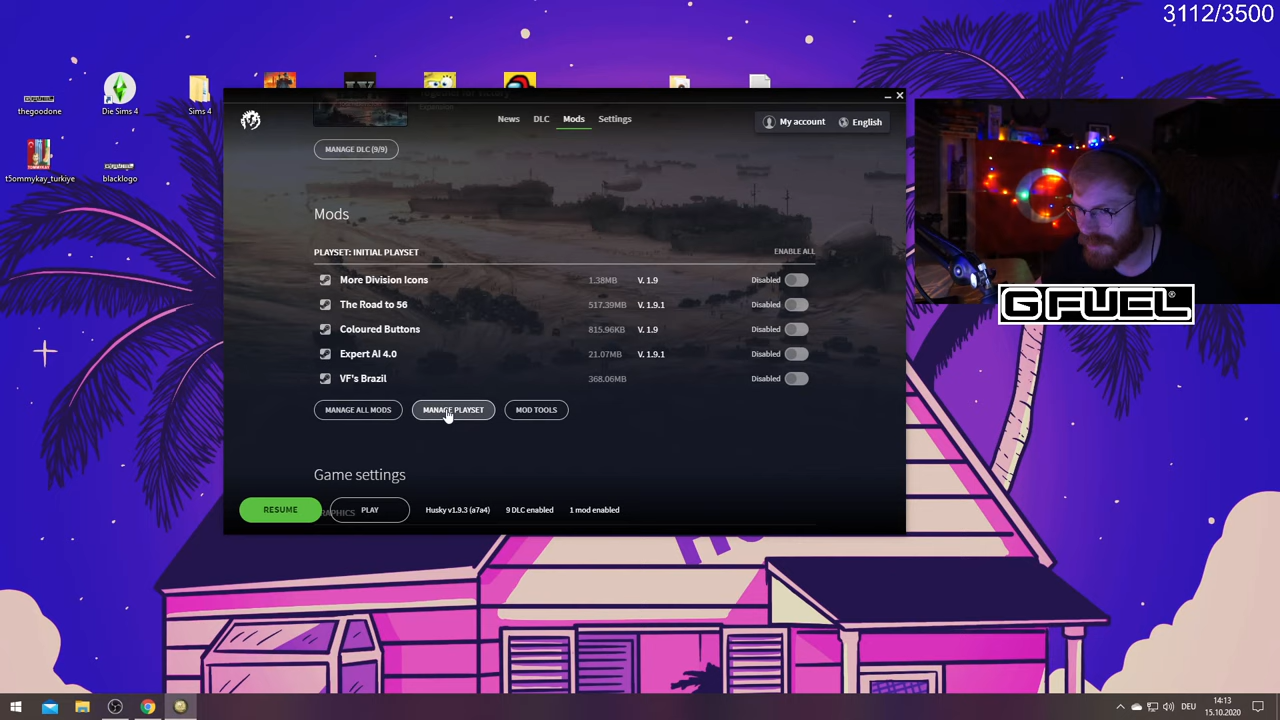 3112/3500
thegoodone
Die Sims 4
Sims 4
t5ommykay_turkiye
blacklogo
News
DLC
Mods
Settings
My account
English
Expansion
MANAGE DLC (9/9)
Mods
PLAYSET: INITIAL PLAYSET
ENABLE ALL
More Division Icons 1.38MB V. 1.9 Disabled
The Road to 56 517.39MB V. 1.9.1 Disabled
Coloured Buttons 815.96KB V. 1.9 Disabled
Expert AI 4.0 21.07MB V. 1.9.1 Disabled
VF's Brazil 368.06MB Disabled
MANAGE ALL MODS
MANAGE PLAYSET
MOD TOOLS
Game settings
RESUME
PLAY
Husky v1.9.3 (a7a4)
9 DLC enabled
1 mod enabled
G FUEL®
DEU
14:13
15.10.2020